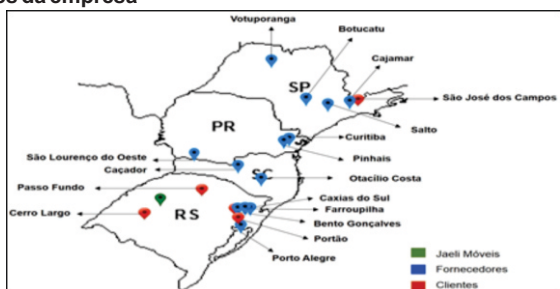 os da empresa
Votuporanga
Botucatu
Cajamar
SP
São José dos Campos
Salto
PR
Curitiba
Pinhais
São Lourenço do Oeste
Caçador
SC
Otacílio Costa
Passo Fundo
Caxias do Sul
Farroupilha
Cerro Largo
RS
Bento Gonçalves
Portão
Porto Alegre
Jaeli Móveis
Fornecedores
Clientes